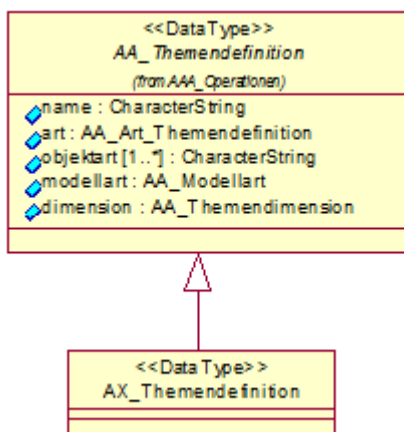 <<DataType>>
AA_Themendefinition
(from AAA_Operationen)
name : CharacterString
art : AA_Art_Themendefinition
objektart [1..*] : CharacterString
modellart : AA_Modellart
dimension : AA_Themendimension
<<DataType>>
AX_Themendefinition